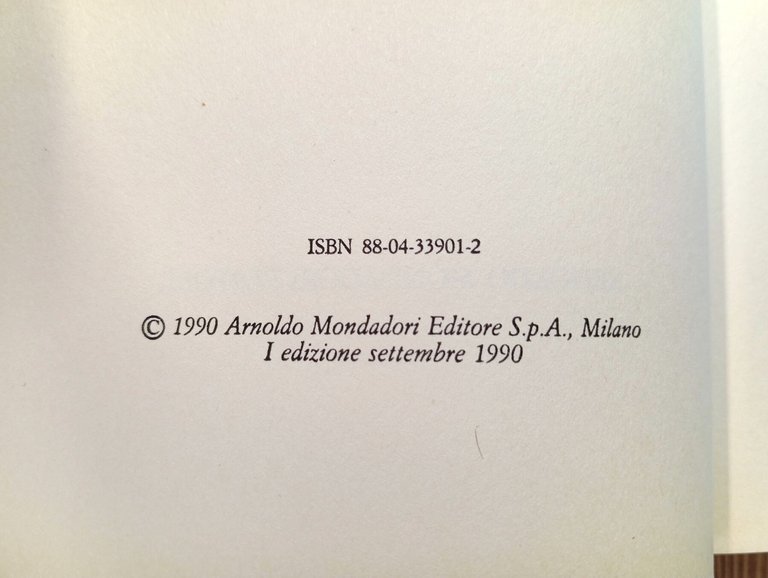 ISBN 88-04-33901-2
© 1990 Arnoldo Mondadori Editore S.p.A., Milano
I edizione settembre 1990